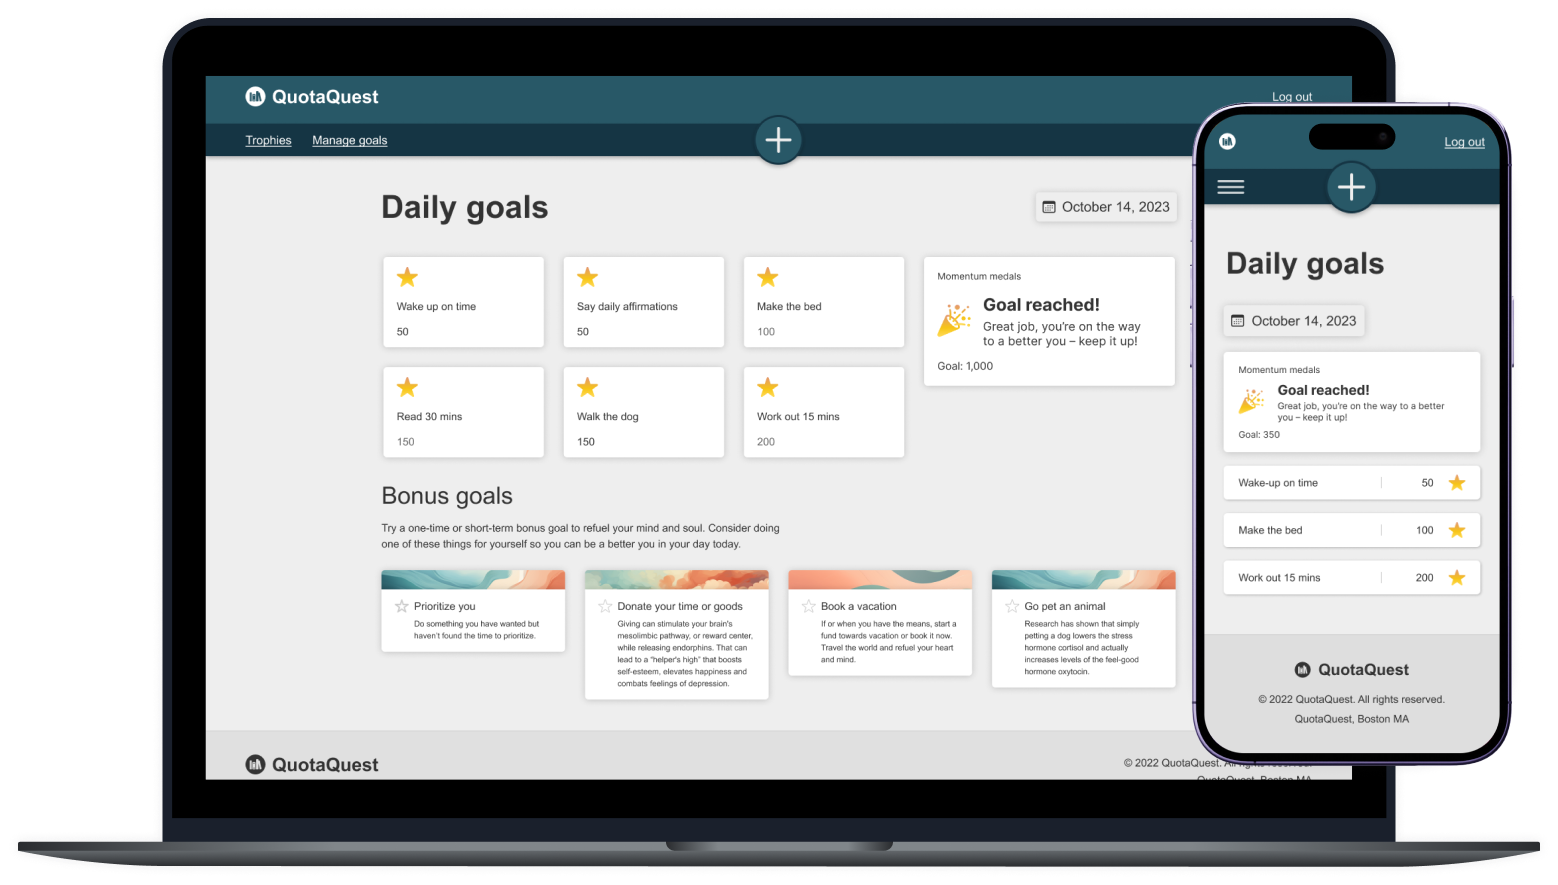 QuotaQuest
Log out
Trophies
Manage goals
Daily goals
October 14, 2023
Wake up on time
50
Say daily affirmations
50
Make the bed
100
Read 30 mins
150
Walk the dog
150
Work out 15 mins
200
Momentum medals
Goal reached!
Great job, you're on the way
to a better you – keep it up!
Goal: 1,000
Bonus goals
Try a one-time or short-term bonus goal to refuel your mind and soul. Consider doing
one of these things for yourself so you can be a better you in your day today.
Prioritize you
Do something you have wanted but
haven't found the time to prioritize.
Donate your time or goods
Giving can stimulate your brain's
mesolimbic pathway, or reward center,
while releasing endorphins. That can
lead to a "helper's high" that boosts
self-esteem, elevates happiness and
combats feelings of depression.
Book a vacation
If or when you have the means, start a
fund towards vacation or book it now.
Travel the world and refuel your heart
and mind.
Go pet an animal
Research has shown that simply
petting a dog lowers the stress
hormone cortisol and actually
increases levels of the feel-good
hormone oxytocin.
QuotaQuest
© 2022 QuotaQuest. All rights reserved.
QuotaQuest, Boston MA
Log out
Daily goals
October 14, 2023
Momentum medals
Goal reached!
Great job, you're on the way to a better
you – keep it up!
Goal: 350
Wake-up on time
50
Make the bed
100
Work out 15 mins
200
QuotaQuest
© 2022 QuotaQuest. All rights reserved.
QuotaQuest, Boston MA